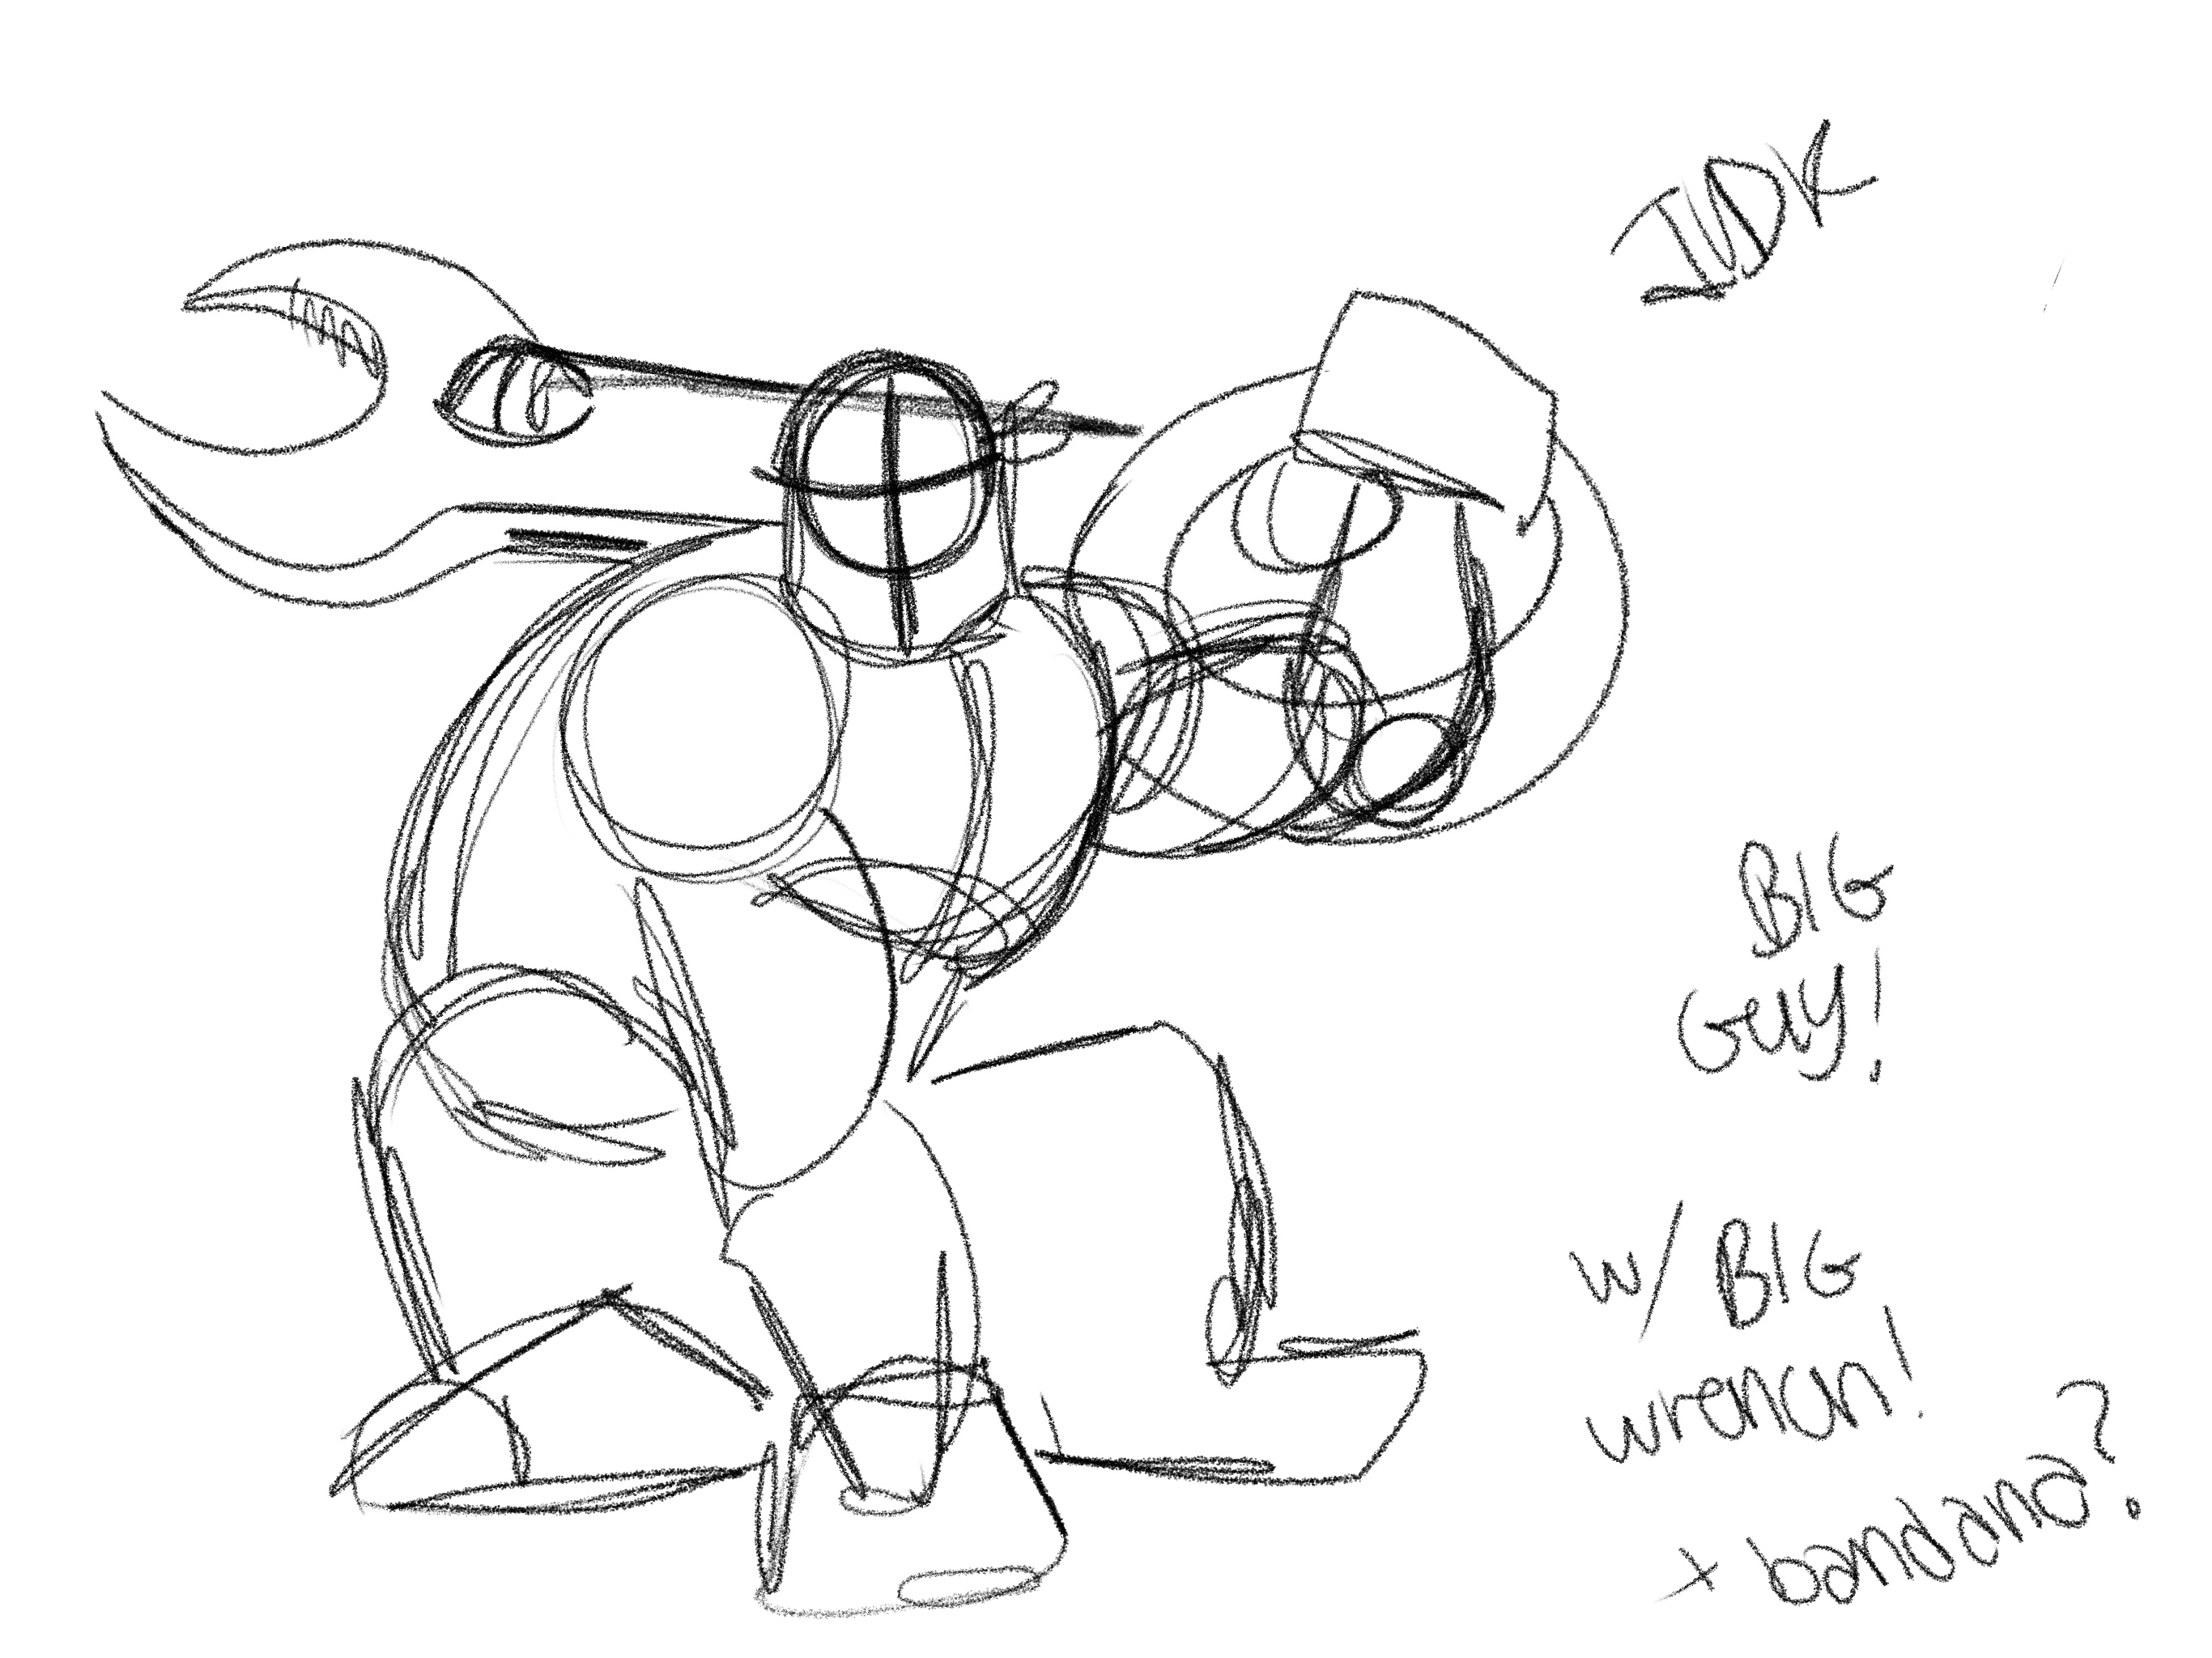 IDK
BIG
GUY!
w/ BIG
wrench!
+ bandana?